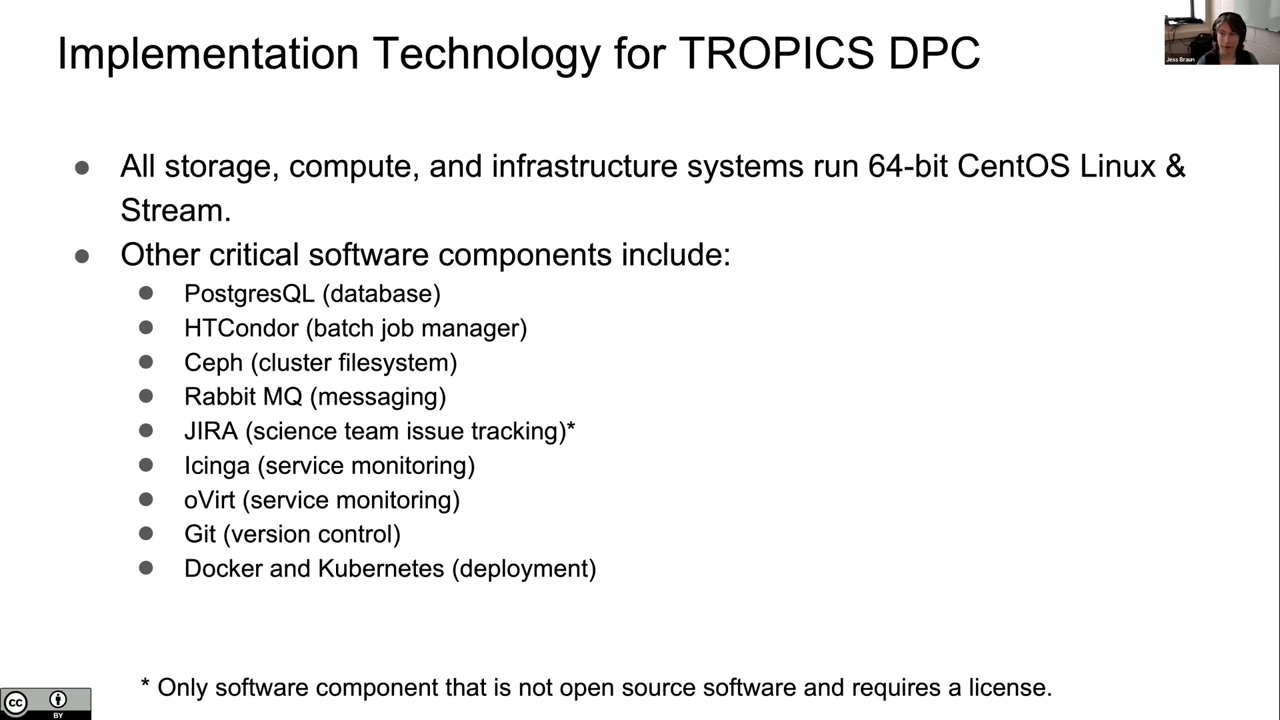 Implementation Technology for TROPICS DPC
Jess Braun
● All storage, compute, and infrastructure systems run 64-bit CentOS Linux &
Stream.
● Other critical software components include:
● PostgresQL (database)
● HTCondor (batch job manager)
● Ceph (cluster filesystem)
● Rabbit MQ (messaging)
● JIRA (science team issue tracking)*
● Icinga (service monitoring)
● oVirt (service monitoring)
● Git (version control)
● Docker and Kubernetes (deployment)
* Only software component that is not open source software and requires a license.
cc
BY